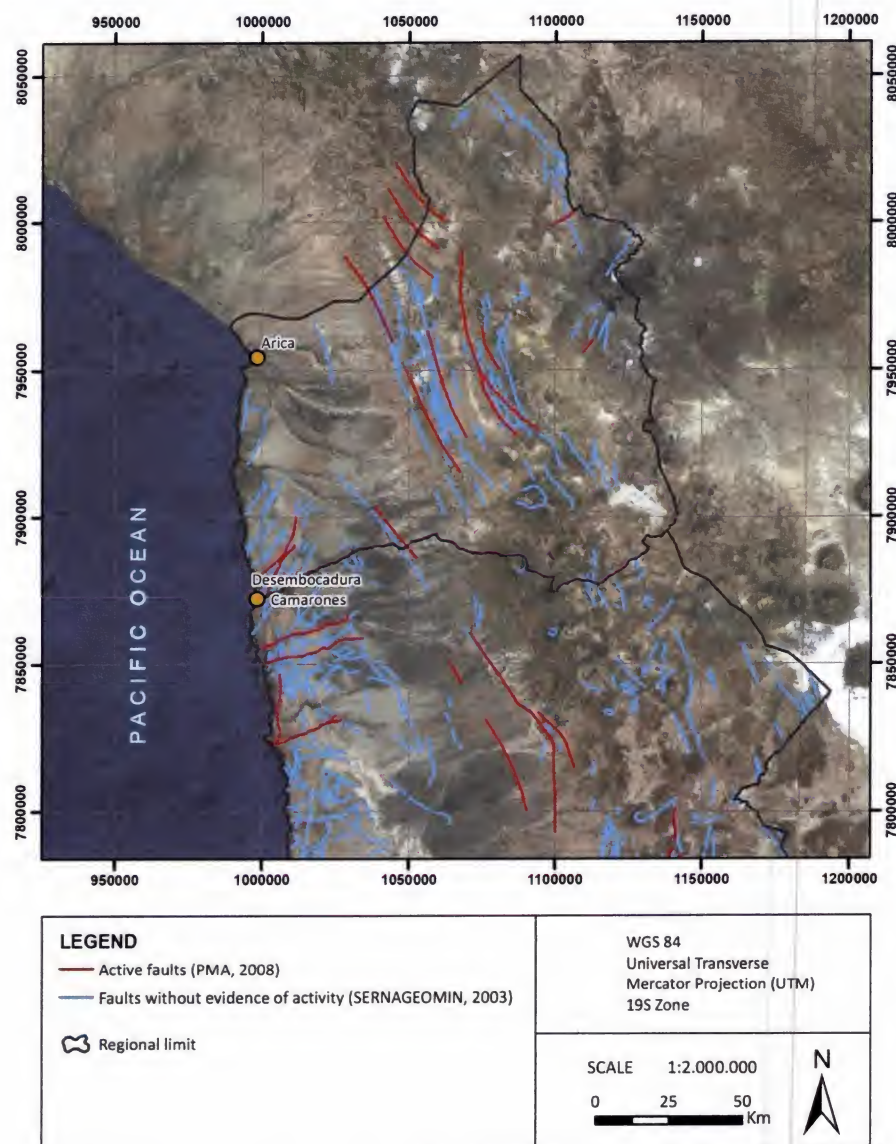 950000 1000000 1050000 1100000 1150000 1200000
8050000
8050000
8000000
8000000
Arica
7950000
7950000
PACIFIC OCEAN
7900000
7900000
Desembocadura
Camarones
7850000
7850000
7800000
7800000
950000 1000000 1050000 1100000 1150000 1200000
LEGEND
Active faults (PMA, 2008)
Faults without evidence of activity (SERNAGEOMIN, 2003)
Regional limit
WGS 84
Universal Transverse
Mercator Projection (UTM)
19S Zone
SCALE 1:2.000.000
0 25 50
Km
N